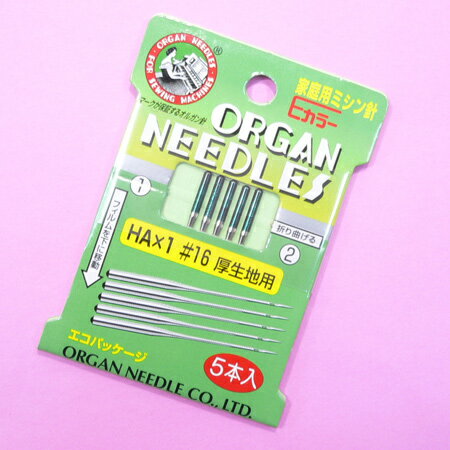 ORGAN NEEDLES
FOR SEWING MACHINES
®
マークが保証するオルガン針
家庭用ミシン針
Eカラー
ORGAN
NEEDLES
1
フィルムを下に移動
折り曲げる
2
HA×1 #16 厚生地用
エコパッケージ
5本入
ORGAN NEEDLE CO., LTD.